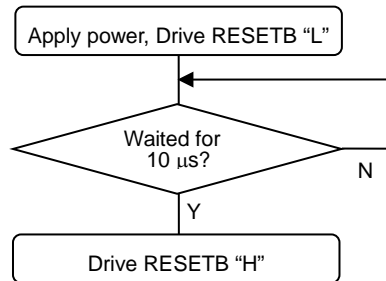 Apply power, Drive RESETB “L”
Waited for
10 μs?
N
Y
Drive RESETB “H”